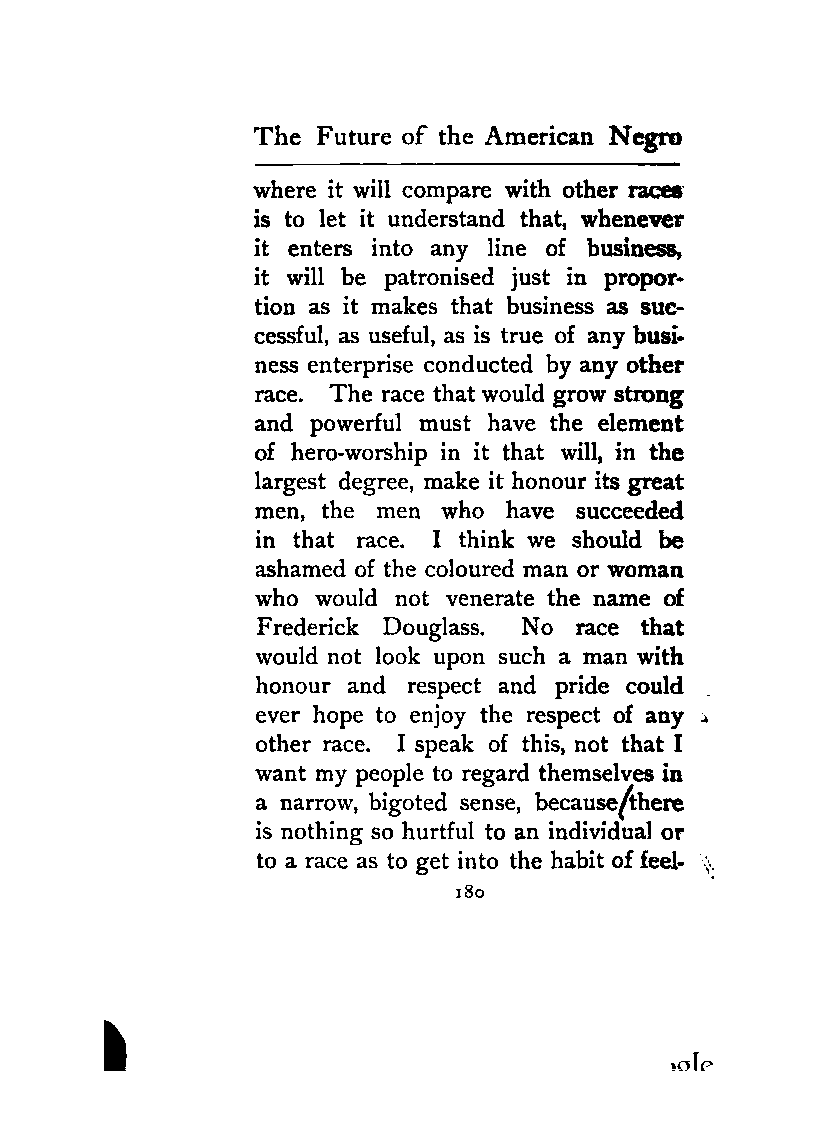 The Future of the American Negro
where it will compare with other races
is to let it understand that, whenever
it enters into any line of business,
it will be patronised just in propor-
tion as it makes that business as suc-
cessful, as useful, as is true of any busi-
ness enterprise conducted by any other
race. The race that would grow strong
and powerful must have the element
of hero-worship in it that will, in the
largest degree, make it honour its great
men, the men who have succeeded
in that race. I think we should be
ashamed of the coloured man or woman
who would not venerate the name of
Frederick Douglass. No race that
would not look upon such a man with
honour and respect and pride could
ever hope to enjoy the respect of any
other race. I speak of this, not that I
want my people to regard themselves in
a narrow, bigoted sense, because/there
is nothing so hurtful to an individual or
to a race as to get into the habit of feel-
180